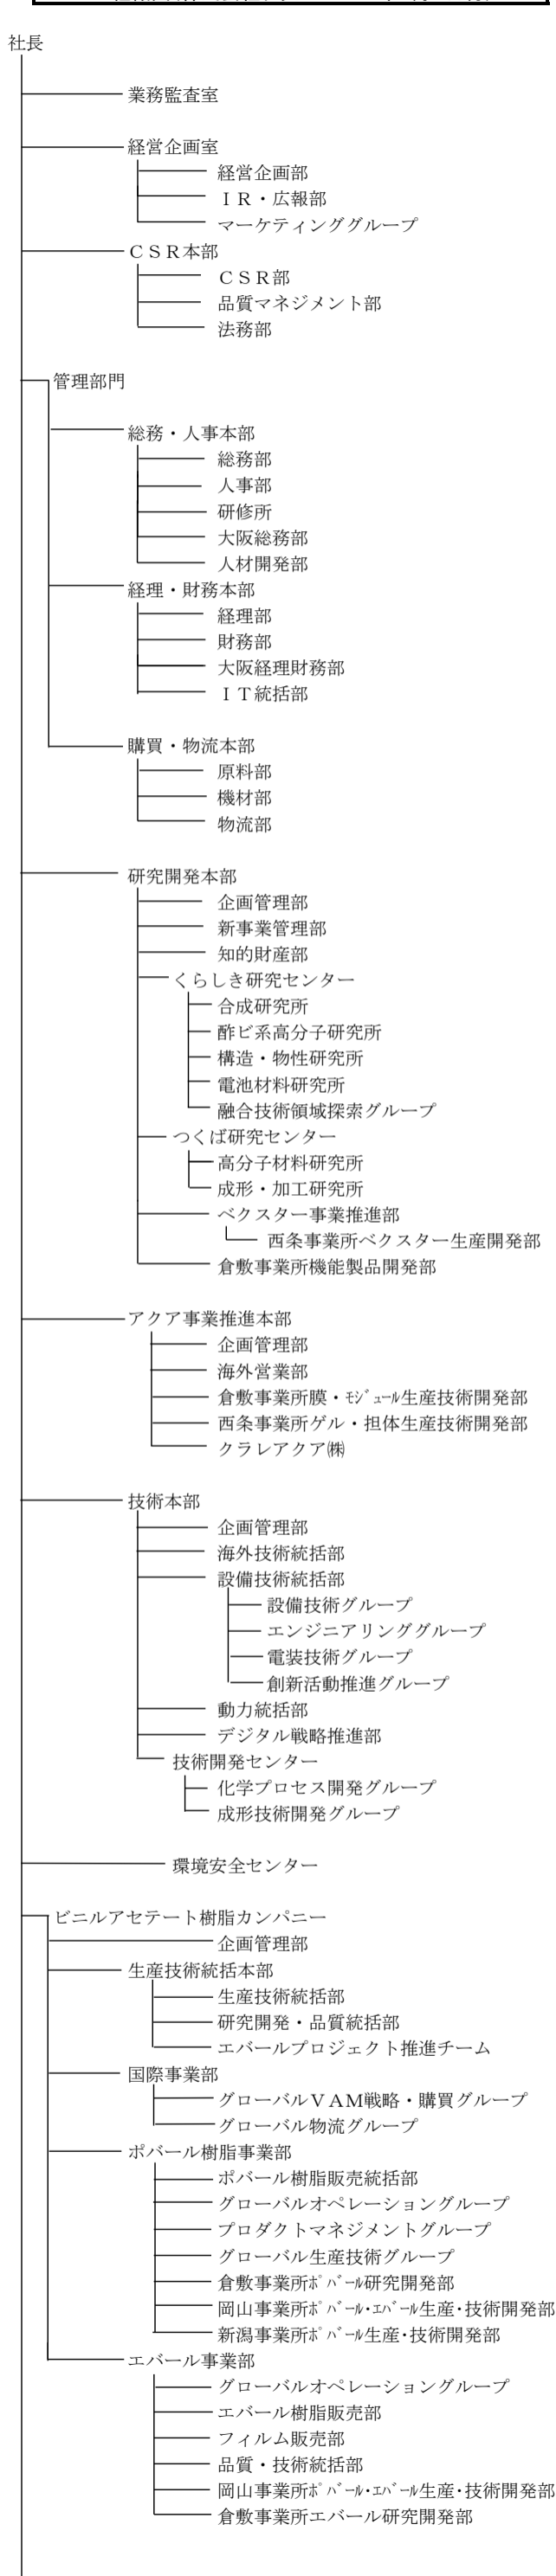 社長
業務監査室
経営企画室
経営企画部
ＩＲ・広報部
マーケティンググループ
ＣＳＲ本部
ＣＳＲ部
品質マネジメント部
法務部
管理部門
総務・人事本部
総務部
人事部
研修所
大阪総務部
人材開発部
経理・財務本部
経理部
財務部
大阪経理財務部
ＩＴ統括部
購買・物流本部
原料部
機材部
物流部
研究開発本部
企画管理部
新事業管理部
知的財産部
くらしき研究センター
合成研究所
酢ビ系高分子研究所
構造・物性研究所
電池材料研究所
融合技術領域探索グループ
つくば研究センター
高分子材料研究所
成形・加工研究所
ベクスター事業推進部
西条事業所ベクスター生産開発部
倉敷事業所機能製品開発部
アクア事業推進本部
企画管理部
海外営業部
倉敷事業所膜・ﾓｼﾞｭｰﾙ生産技術開発部
西条事業所ゲル・担体生産技術開発部
クラレアクア㈱
技術本部
企画管理部
海外技術統括部
設備技術統括部
設備技術グループ
エンジニアリンググループ
電装技術グループ
創新活動推進グループ
動力統括部
デジタル戦略推進部
技術開発センター
化学プロセス開発グループ
成形技術開発グループ
環境安全センター
ビニルアセテート樹脂カンパニー
企画管理部
生産技術統括本部
生産技術統括部
研究開発・品質統括部
エバールプロジェクト推進チーム
国際事業部
グローバルＶＡＭ戦略・購買グループ
グローバル物流グループ
ポバール樹脂事業部
ポバール樹脂販売統括部
グローバルオペレーショングループ
プロダクトマネジメントグループ
グローバル生産技術グループ
倉敷事業所ﾎﾟﾊﾞｰﾙ研究開発部
岡山事業所ﾎﾟﾊﾞｰﾙ･ｴﾊﾞｰﾙ生産･技術開発部
新潟事業所ﾎﾟﾊﾞｰﾙ生産･技術開発部
エバール事業部
グローバルオペレーショングループ
エバール樹脂販売部
フィルム販売部
品質・技術統括部
岡山事業所ﾎﾟﾊﾞｰﾙ･ｴﾊﾞｰﾙ生産･技術開発部
倉敷事業所エバール研究開発部